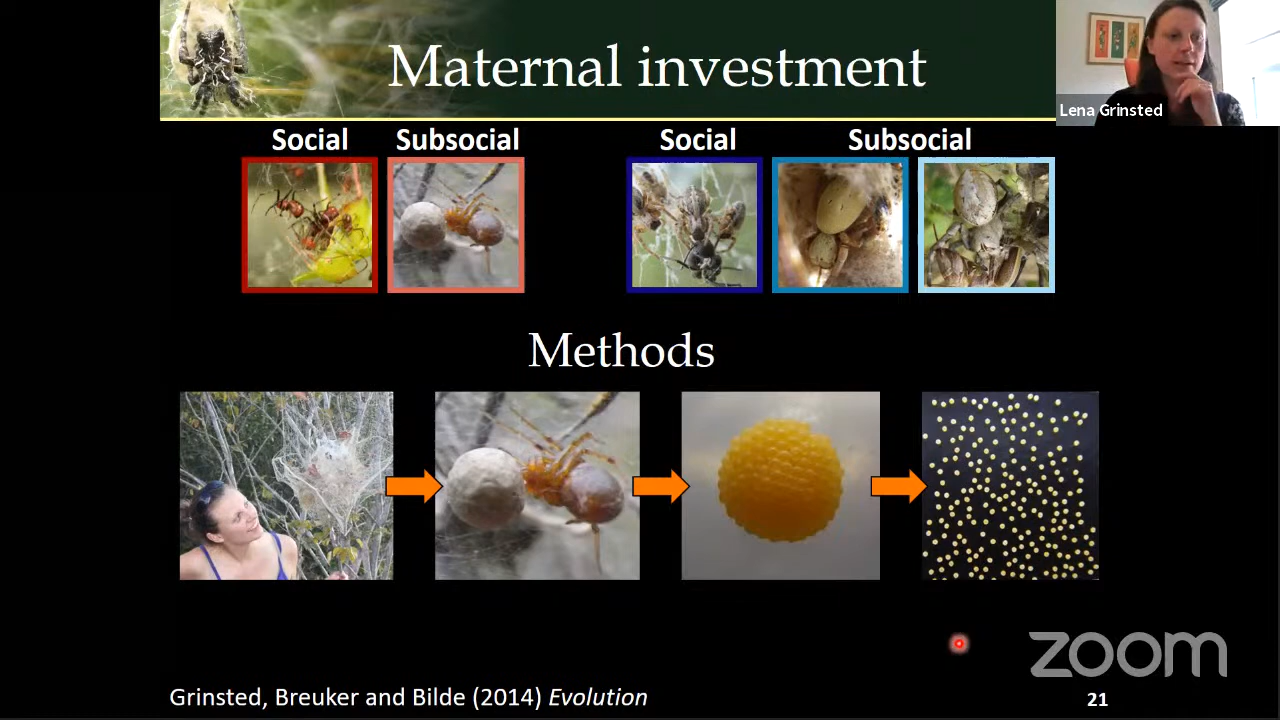 Maternal investment
Lena Grinsted
Social Subsocial Social Subsocial
Methods
zoom
Grinsted, Breuker and Bilde (2014) Evolution
21